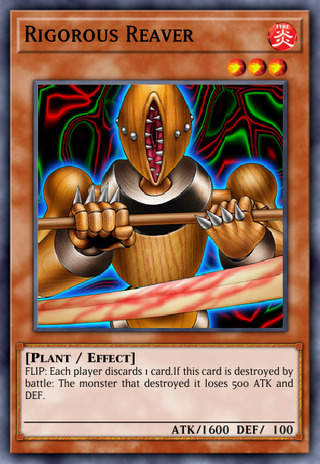 Rigorous Reaver
FIRE
炎
[Plant / Effect]
FLIP: Each player discards 1 card.If this card is destroyed by
battle: The monster that destroyed it loses 500 ATK and
DEF.
ATK/1600 DEF/ 100